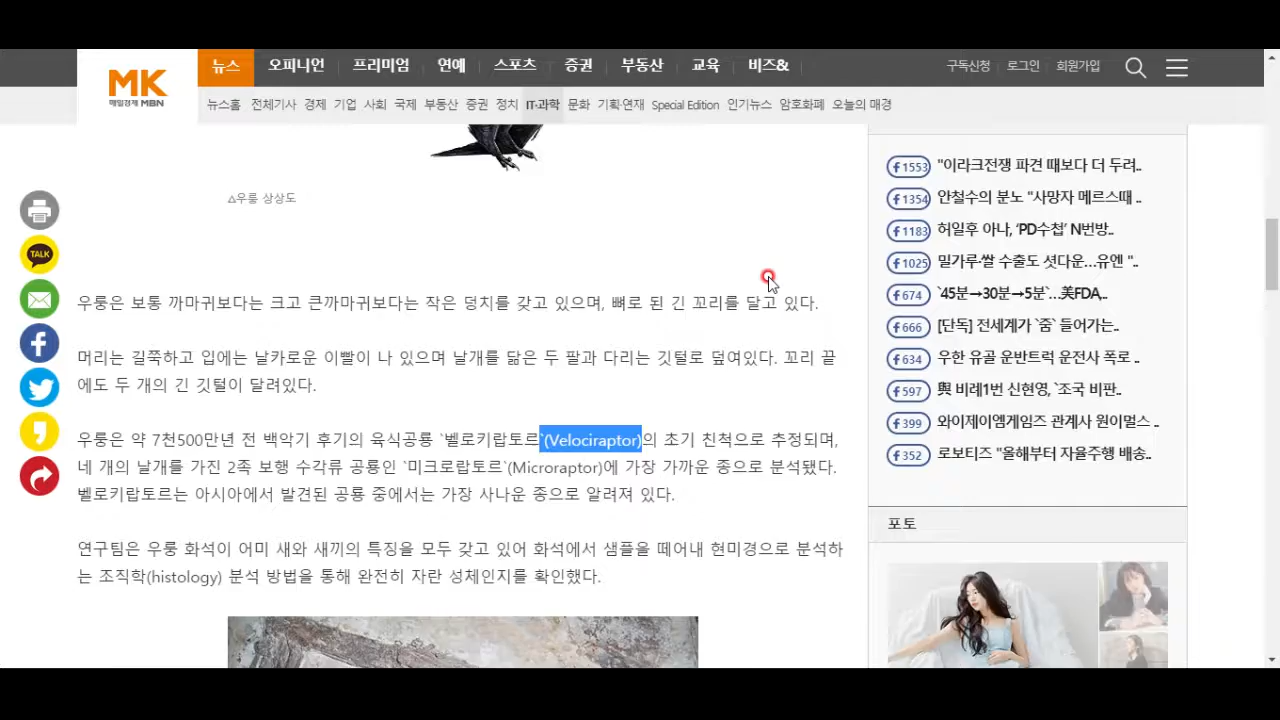 MK
매일경제 MBN
뉴스 오피니언 프리미엄 연예 스포츠 증권 부동산 교육 비즈&
구독신청 로그인 회원가입
뉴스홈 전체기사 경제 기업 사회 국제 부동산 증권 정치 IT·과학 문화 기획·연재 Special Edition 인기뉴스 암호화폐 오늘의 매경
△우룽 상상도
TALK
우룽은 보통 까마귀보다는 크고 큰까마귀보다는 작은 덩치를 갖고 있으며, 뼈로 된 긴 꼬리를 달고 있다.
머리는 길쭉하고 입에는 날카로운 이빨이 나 있으며 날개를 닮은 두 팔과 다리는 깃털로 덮여있다. 꼬리 끝
에도 두 개의 긴 깃털이 달려있다.
우룽은 약 7천500만년 전 백악기 후기의 육식공룡 `벨로키랍토르`(Velociraptor)의 초기 친척으로 추정되며,
네 개의 날개를 가진 2족 보행 수각류 공룡인 `미크로랍토르`(Microraptor)에 가장 가까운 종으로 분석됐다.
벨로키랍토르는 아시아에서 발견된 공룡 중에서는 가장 사나운 종으로 알려져 있다.
연구팀은 우룽 화석이 어미 새와 새끼의 특징을 모두 갖고 있어 화석에서 샘플을 떼어내 현미경으로 분석하
는 조직학(histology) 분석 방법을 통해 완전히 자란 성체인지를 확인했다.
f 1553 "이라크전쟁 파견 때보다 더 두려..
f 1354 안철수의 분노 "사망자 메르스때 ..
f 1183 허일후 아나, ‘PD수첩’ N번방..
f 1025 밀가루·쌀 수출도 셧다운…유엔 "..
f 674 `45분→30분→5분`…美FDA,..
f 666 [단독] 전세계가 `줌` 들어가는..
f 634 우한 유골 운반트럭 운전사 폭로 ..
f 597 與 비례1번 신현영, `조국 비판..
f 399 와이제이엠게임즈 관계사 원이멀스 ..
f 352 로보티즈 "올해부터 자율주행 배송..
포토